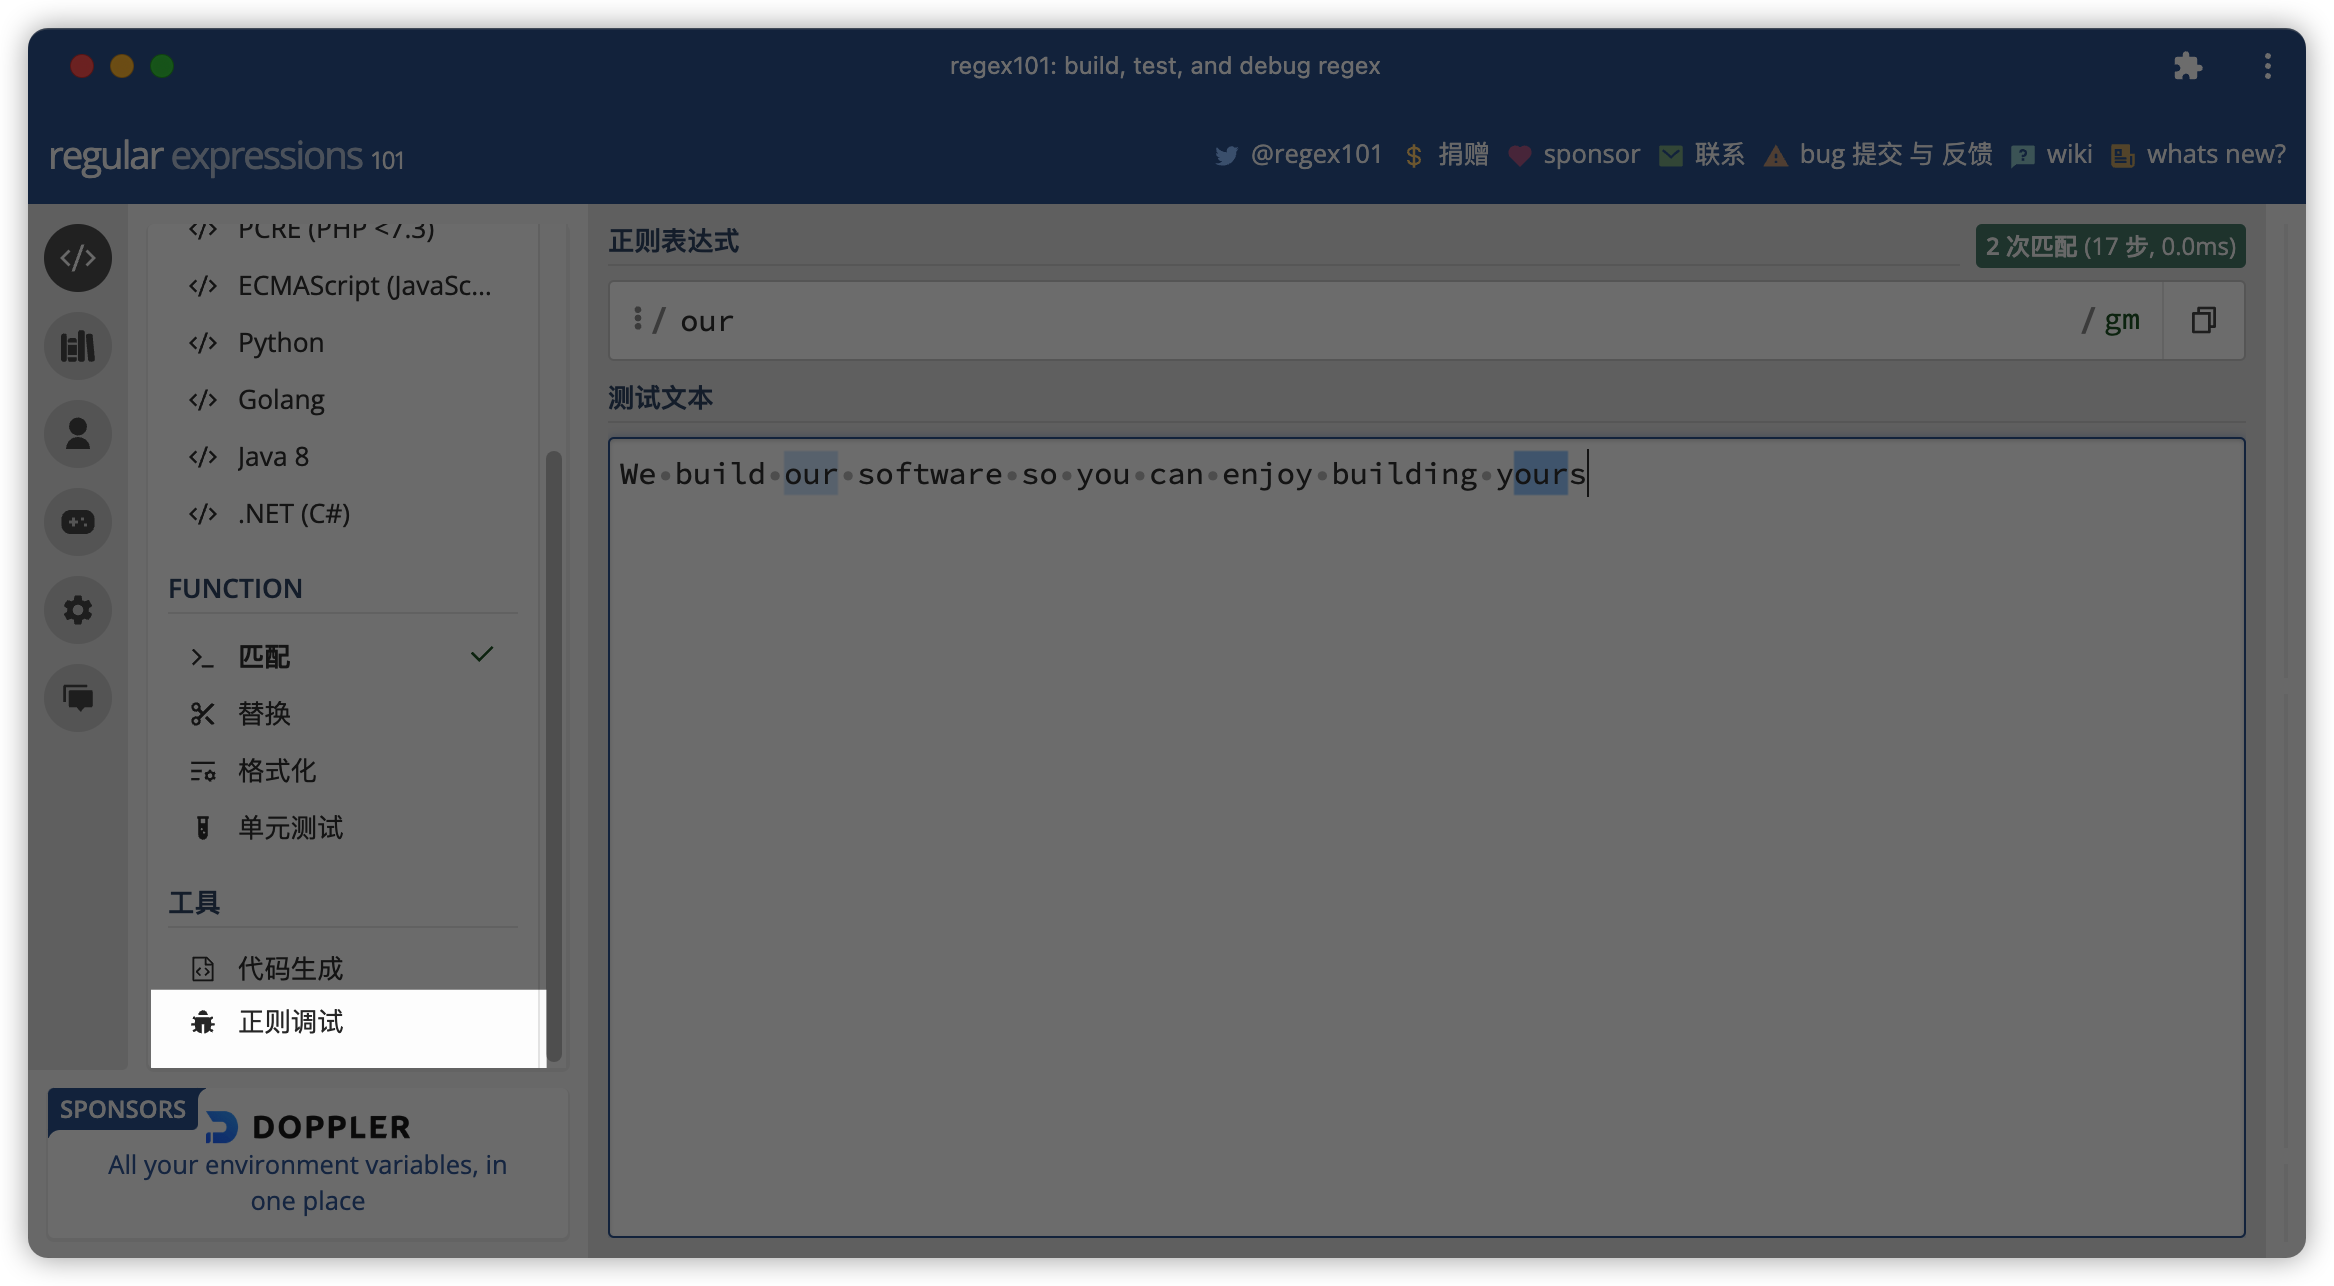 regex101: build, test, and debug regex
regular expressions 101
@regex101
捐赠
sponsor
联系
bug 提交 与 反馈
wiki
whats new?
PCRE (PHP <7.3)
ECMAScript (JavaSc...
Python
Golang
Java 8
.NET (C#)
FUNCTION
匹配
替换
格式化
单元测试
工具
代码生成
正则调试
SPONSORS
DOPPLER
All your environment variables, in
one place
正则表达式
2 次匹配 (17 步, 0.0ms)
/ our / gm
测试文本
We·build·our·software·so·you·can·enjoy·building·yours